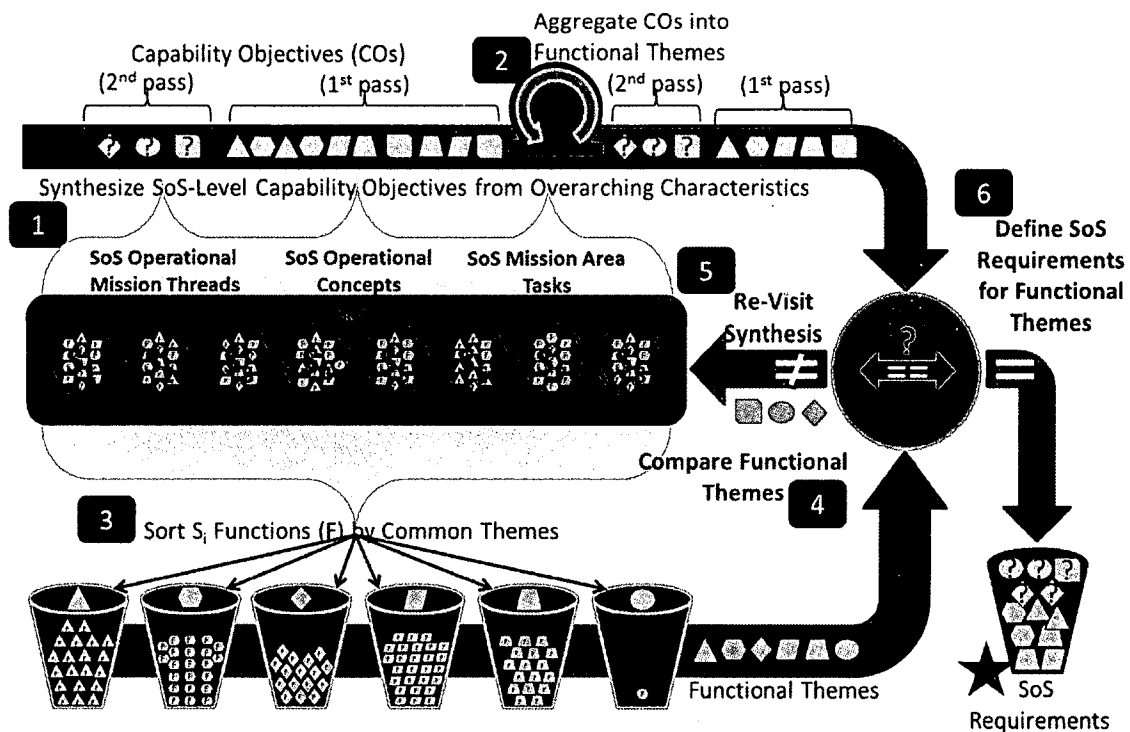 Aggregate COs into
Functional Themes
2
Capability Objectives (COs)
(2nd pass) (1st pass) (2nd pass) (1st pass)
? ? ? ? ? ?
Synthesize SoS-Level Capability Objectives from Overarching Characteristics
1
SoS Operational
Mission Threads
SoS Operational
Concepts
SoS Mission Area
Tasks
5
Re-Visit
Synthesis
≠
6
Define SoS
Requirements
for Functional
Themes
?
==
=
Compare Functional
Themes
4
3
Sort Si Functions (F) by Common Themes
Functional Themes
? ? ?
? ?
SoS
Requirements